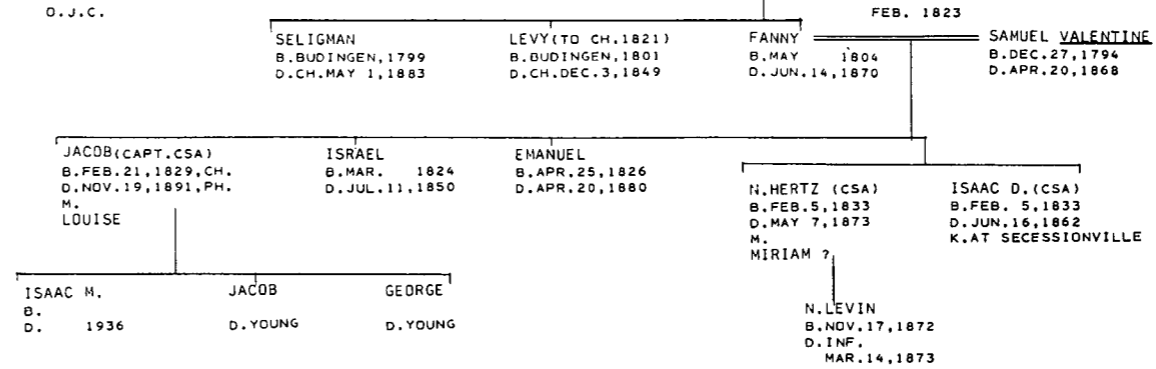 O.J.C.
FEB. 1823
SELIGMAN
B.BUDINGEN,1799
D.CH.MAY 1,1883
LEVY(TO CH.1821)
B.BUDINGEN,1801
D.CH.DEC.3,1849
FANNY
B.MAY 1804
D.JUN.14,1870
SAMUEL VALENTINE
B.DEC.27,1794
D.APR.20,1868
JACOB(CAPT.CSA)
B.FEB.21,1829,CH.
D.NOV.19,1891,PH.
M.
LOUISE
ISRAEL
B.MAR. 1824
D.JUL.11,1850
EMANUEL
B.APR.25,1826
D.APR.20,1880
N.HERTZ (CSA)
B.FEB.5,1833
D.MAY 7,1873
M.
MIRIAM ?
ISAAC D.(CSA)
B.FEB. 5,1833
D.JUN.16,1862
K.AT SECESSIONVILLE
ISAAC M.
B.
D. 1936
JACOB
D.YOUNG
GEORGE
D.YOUNG
N.LEVIN
B.NOV.17,1872
D.INF.
MAR.14,1873